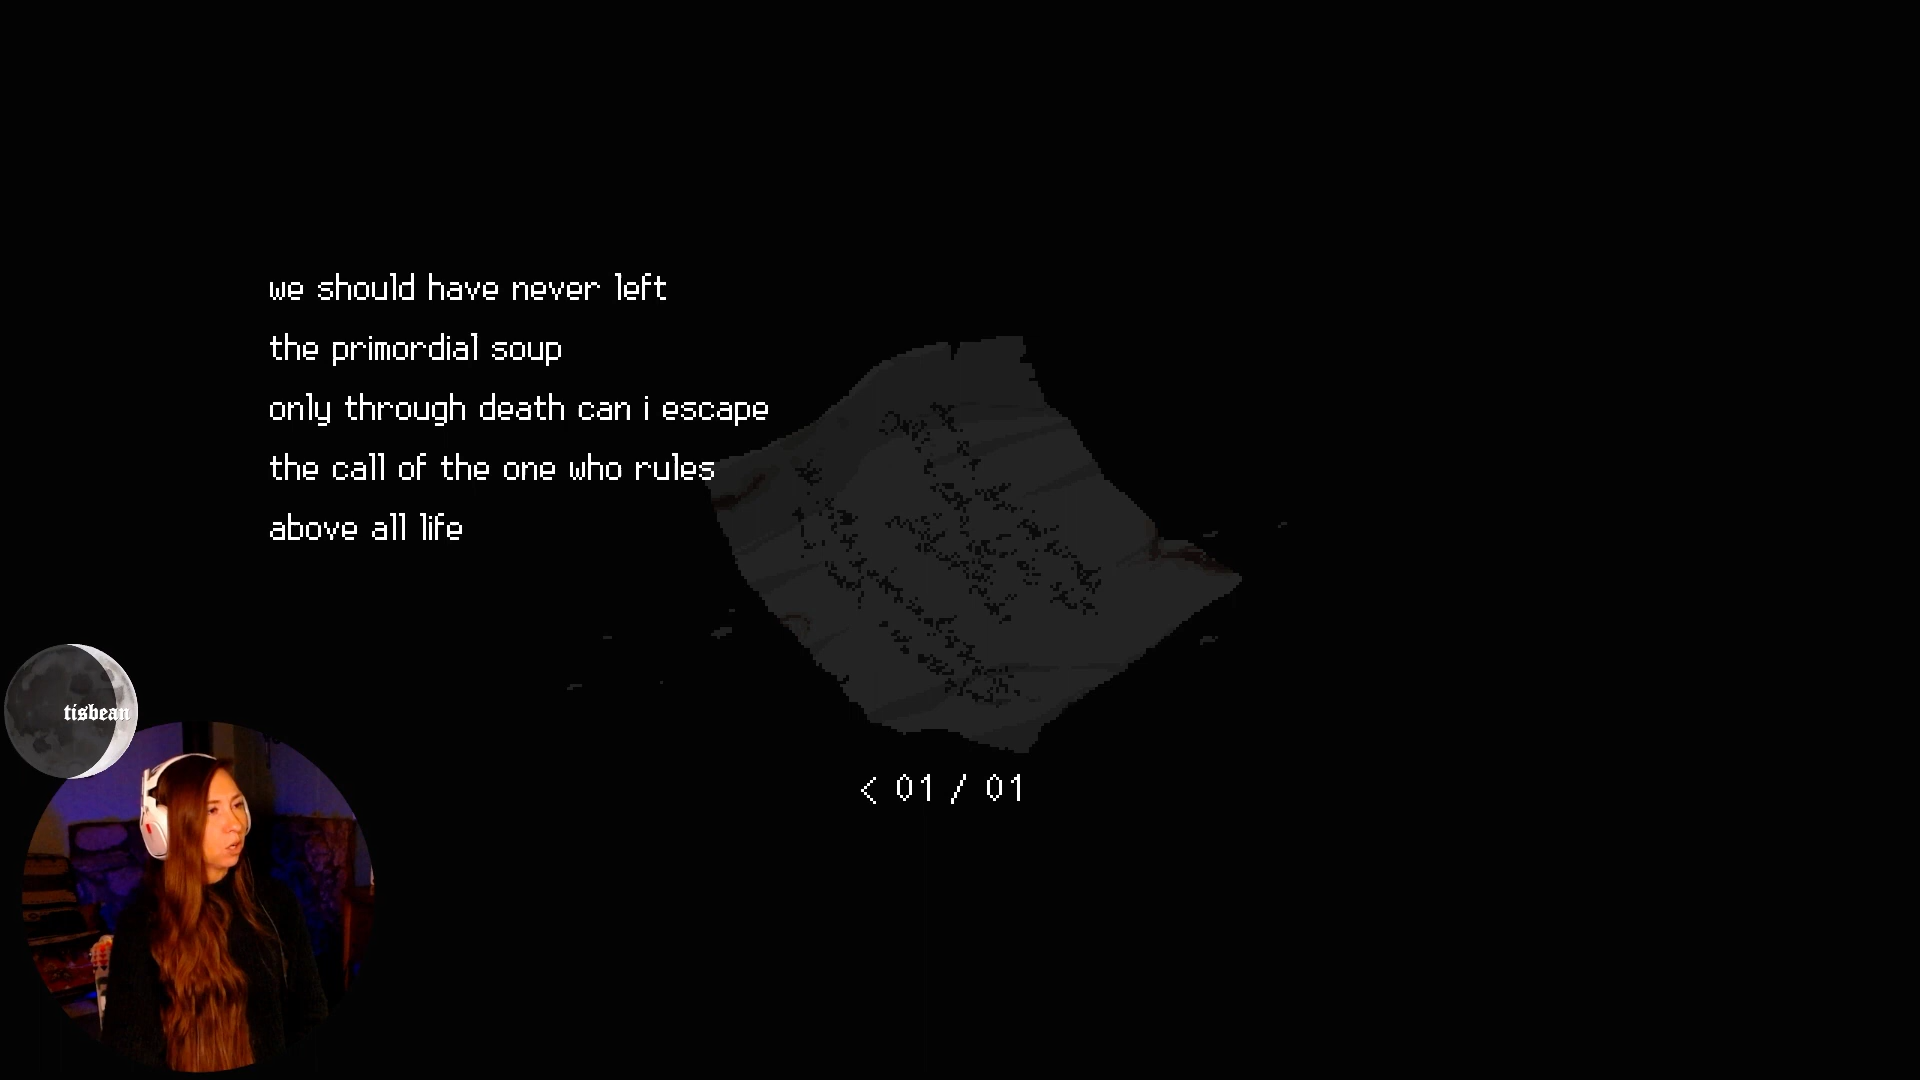 we should have never left
the primordial soup
only through death can i escape
the call of the one who rules
above all life
tisbean
< 01 / 01